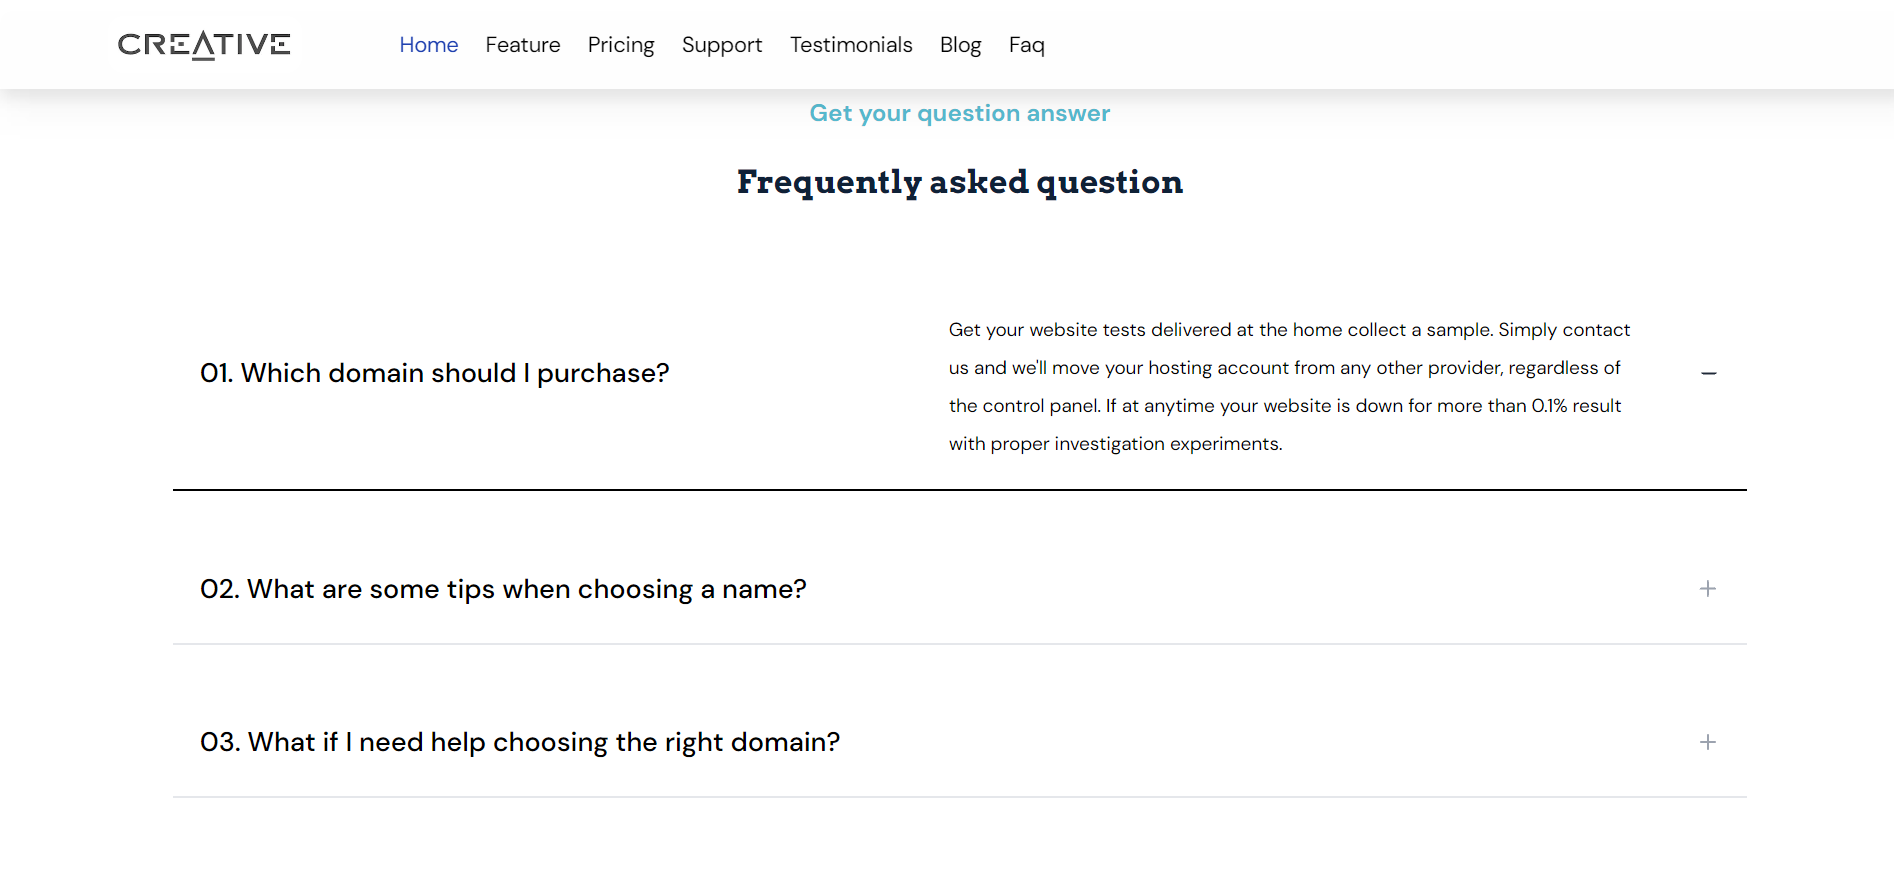 CREATIVE
Home Feature Pricing Support Testimonials Blog Faq
Get your question answer
Frequently asked question
01. Which domain should I purchase?
Get your website tests delivered at the home collect a sample. Simply contact
us and we'll move your hosting account from any other provider, regardless of
the control panel. If at anytime your website is down for more than 0.1% result
with proper investigation experiments.
02. What are some tips when choosing a name?
03. What if I need help choosing the right domain?